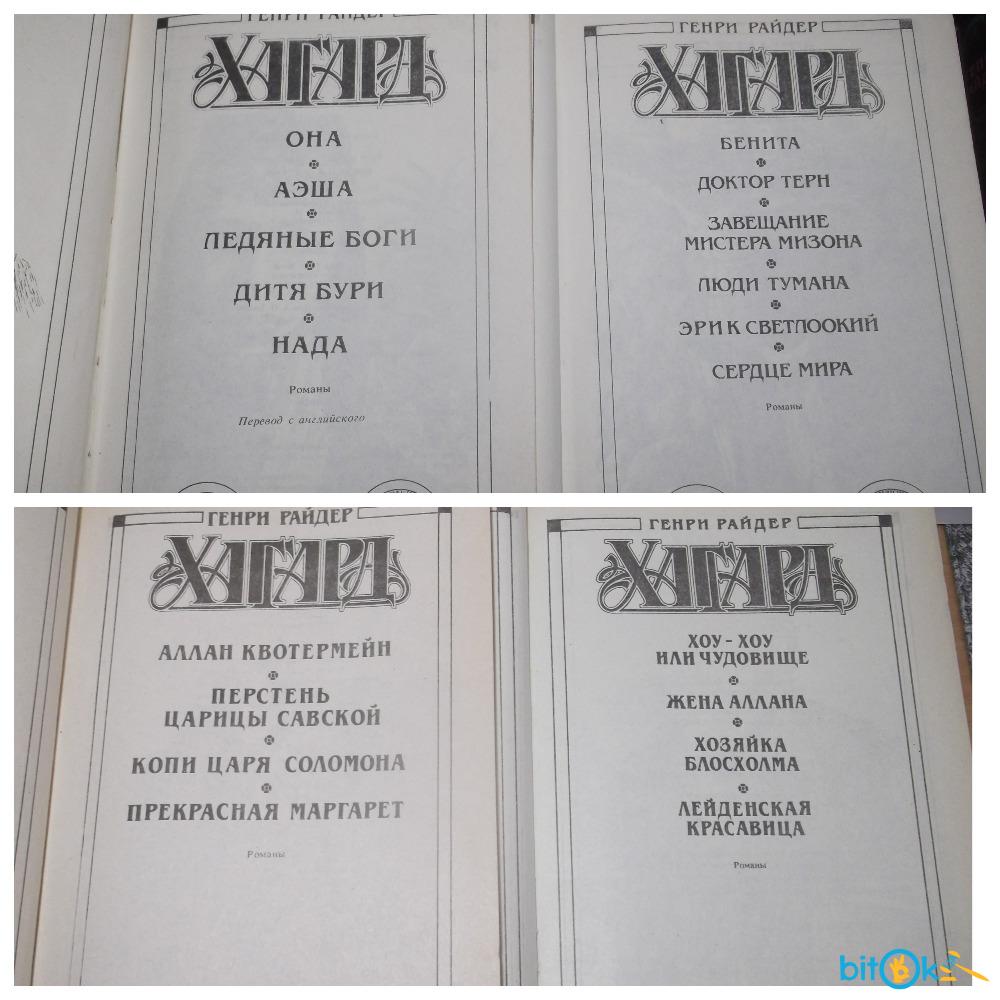 ГЕНРИ РАЙДЕР
ХАГГАРД
ОНА
АЭША
ЛЕДЯНЫЕ БОГИ
ДИТЯ БУРИ
НАДА
Романы
Перевод с английского
ГЕНРИ РАЙДЕР
ХАГГАРД
БЕНИТА
ДОКТОР ТЕРН
ЗАВЕЩАНИЕ
МИСТЕРА МИЗОНА
ЛЮДИ ТУМАНА
ЭРИК СВЕТЛООКИЙ
СЕРДЦЕ МИРА
Романы
ГЕНРИ РАЙДЕР
ХАГГАРД
АЛЛАН КВОТЕРМЕЙН
ПЕРСТЕНЬ
ЦАРИЦЫ САВСКОЙ
КОПИ ЦАРЯ СОЛОМОНА
ПРЕКРАСНАЯ МАРГАРЕТ
Романы
ГЕНРИ РАЙДЕР
ХАГГАРД
ХОУ-ХОУ
ИЛИ ЧУДОВИЩЕ
ЖЕНА АЛЛАНА
ХОЗЯЙКА
БЛОСХОЛМА
ЛЕЙДЕНСКАЯ
КРАСАВИЦА
Романы
bitOk